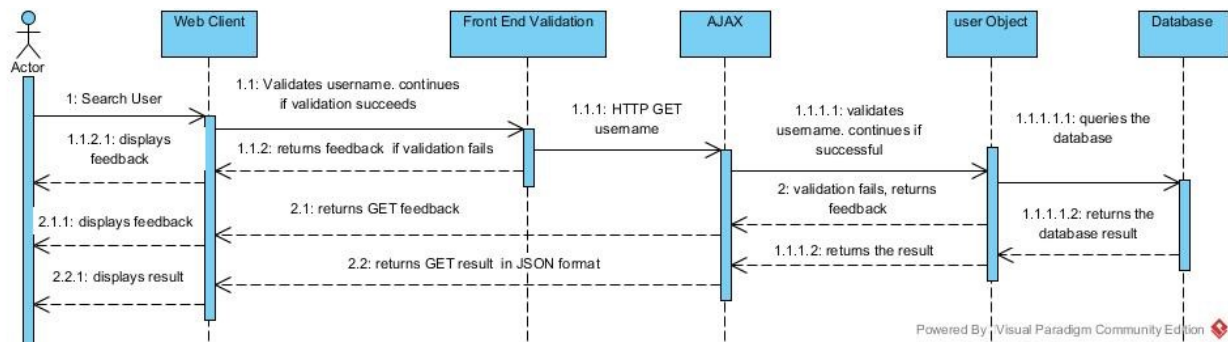 Actor
Web Client
Front End Validation
AJAX
user Object
Database
1: Search User
1.1: Validates username. continues
if validation succeeds
1.1.1: HTTP GET
username
1.1.1.1: validates
username. continues if
successful
1.1.1.1.1: queries the
database
1.1.2.1: displays
feedback
1.1.2: returns feedback if validation fails
2: validation fails, returns
feedback
1.1.1.1.2: returns the
database result
2.1.1: displays feedback
2.1: returns GET feedback
1.1.1.2: returns the result
2.2.1: displays result
2.2: returns GET result in JSON format
Powered By Visual Paradigm Community Edition